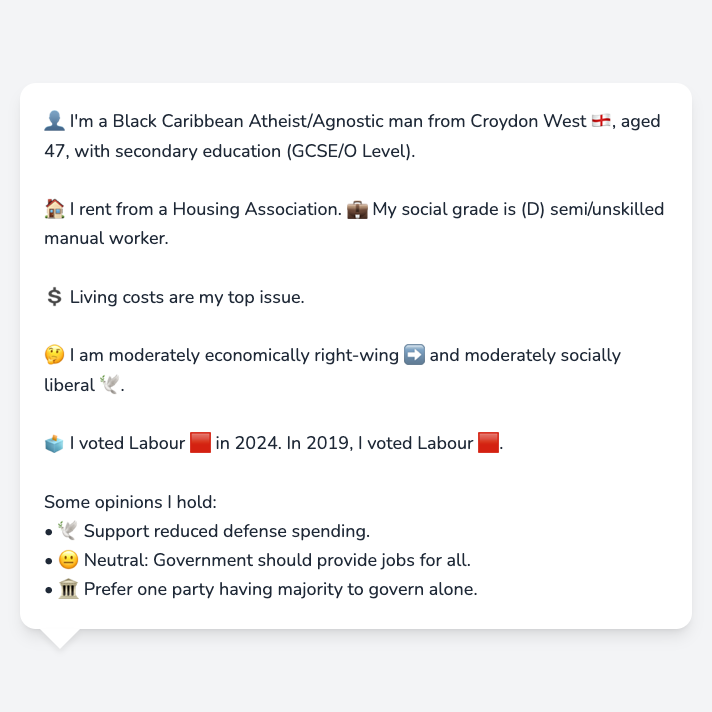 👤 I'm a Black Caribbean Atheist/Agnostic man from Croydon West 🏴󠁧󠁢󠁥󠁮󠁧󠁿, aged
47, with secondary education (GCSE/O Level).
🏠 I rent from a Housing Association. 💼 My social grade is (D) semi/unskilled
manual worker.
💲 Living costs are my top issue.
🤔 I am moderately economically right-wing ➡️ and moderately socially
liberal 🕊️.
🗳️ I voted Labour 🟥 in 2024. In 2019, I voted Labour 🟥.
Some opinions I hold:
• 🕊️ Support reduced defense spending.
• 😐 Neutral: Government should provide jobs for all.
• 🏛️ Prefer one party having majority to govern alone.